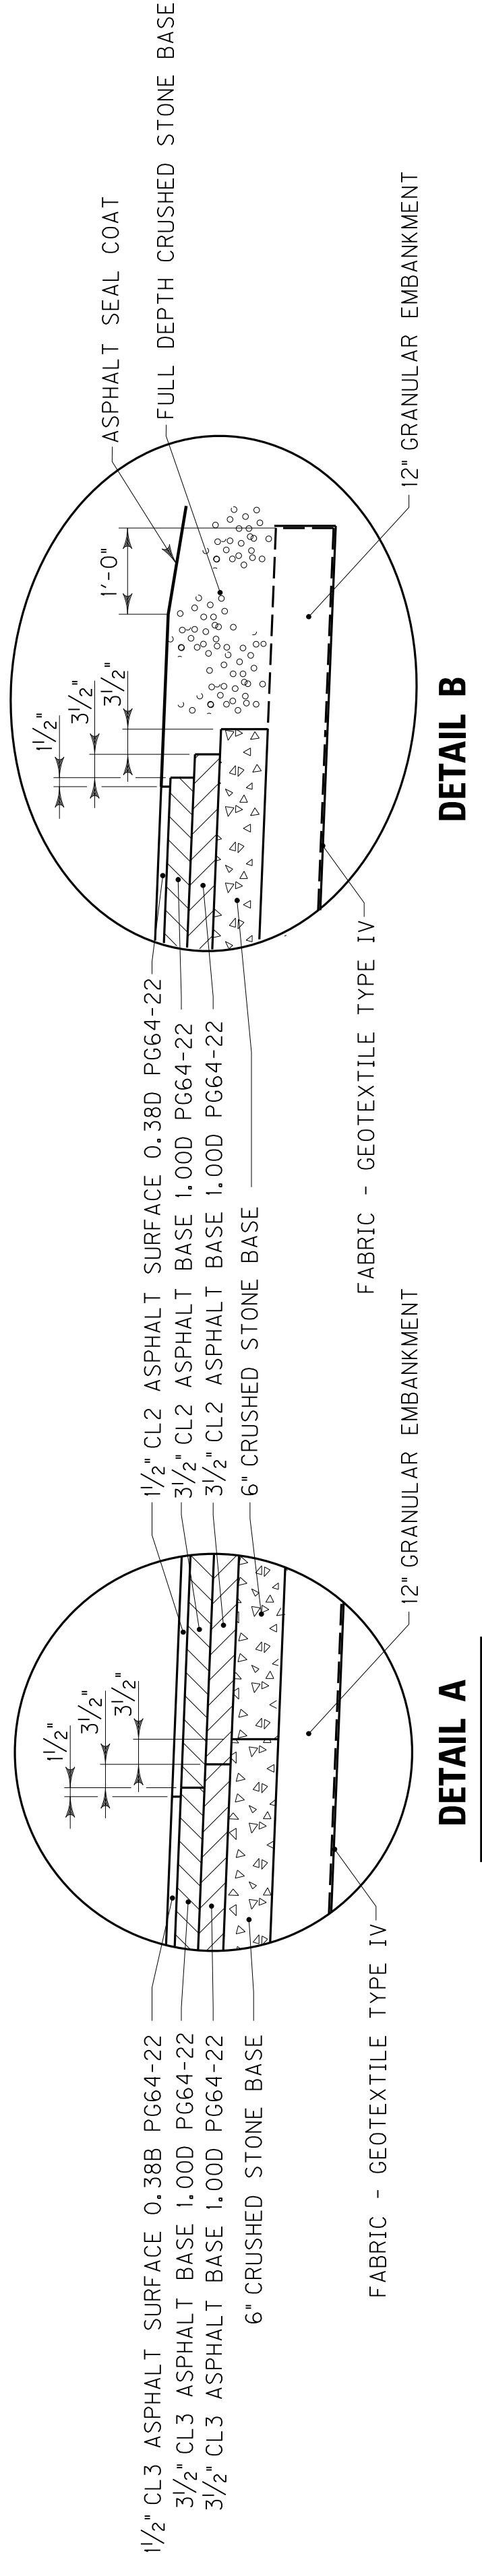 1½" CL3 ASPHALT SURFACE 0.38B PG64-22
3½" CL3 ASPHALT BASE 1.00D PG64-22
3½" CL3 ASPHALT BASE 1.00D PG64-22
6" CRUSHED STONE BASE
FABRIC - GEOTEXTILE TYPE IV
1½"
3½"
3½"
12" GRANULAR EMBANKMENT
DETAIL A
1½" CL2 ASPHALT SURFACE 0.38D PG64-22
3½" CL2 ASPHALT BASE 1.00D PG64-22
3½" CL2 ASPHALT BASE 1.00D PG64-22
6" CRUSHED STONE BASE
FABRIC - GEOTEXTILE TYPE IV
1½"
3½"
3½"
1'-0"
ASPHALT SEAL COAT
FULL DEPTH CRUSHED STONE BASE
12" GRANULAR EMBANKMENT
DETAIL B